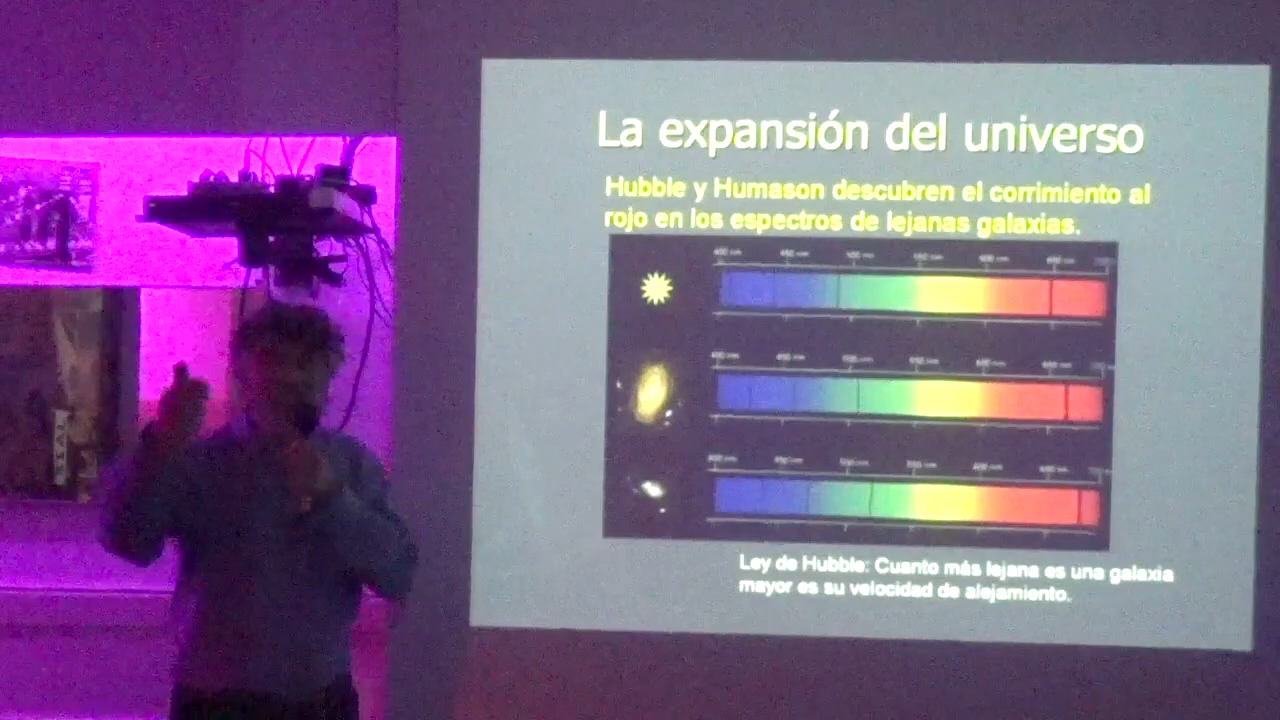 La expansión del universo
Hubble y Humason descubren el corrimiento al
rojo en los espectros de lejanas galaxias.
Ley de Hubble: Cuanto más lejana es una galaxia
mayor es su velocidad de alejamiento.